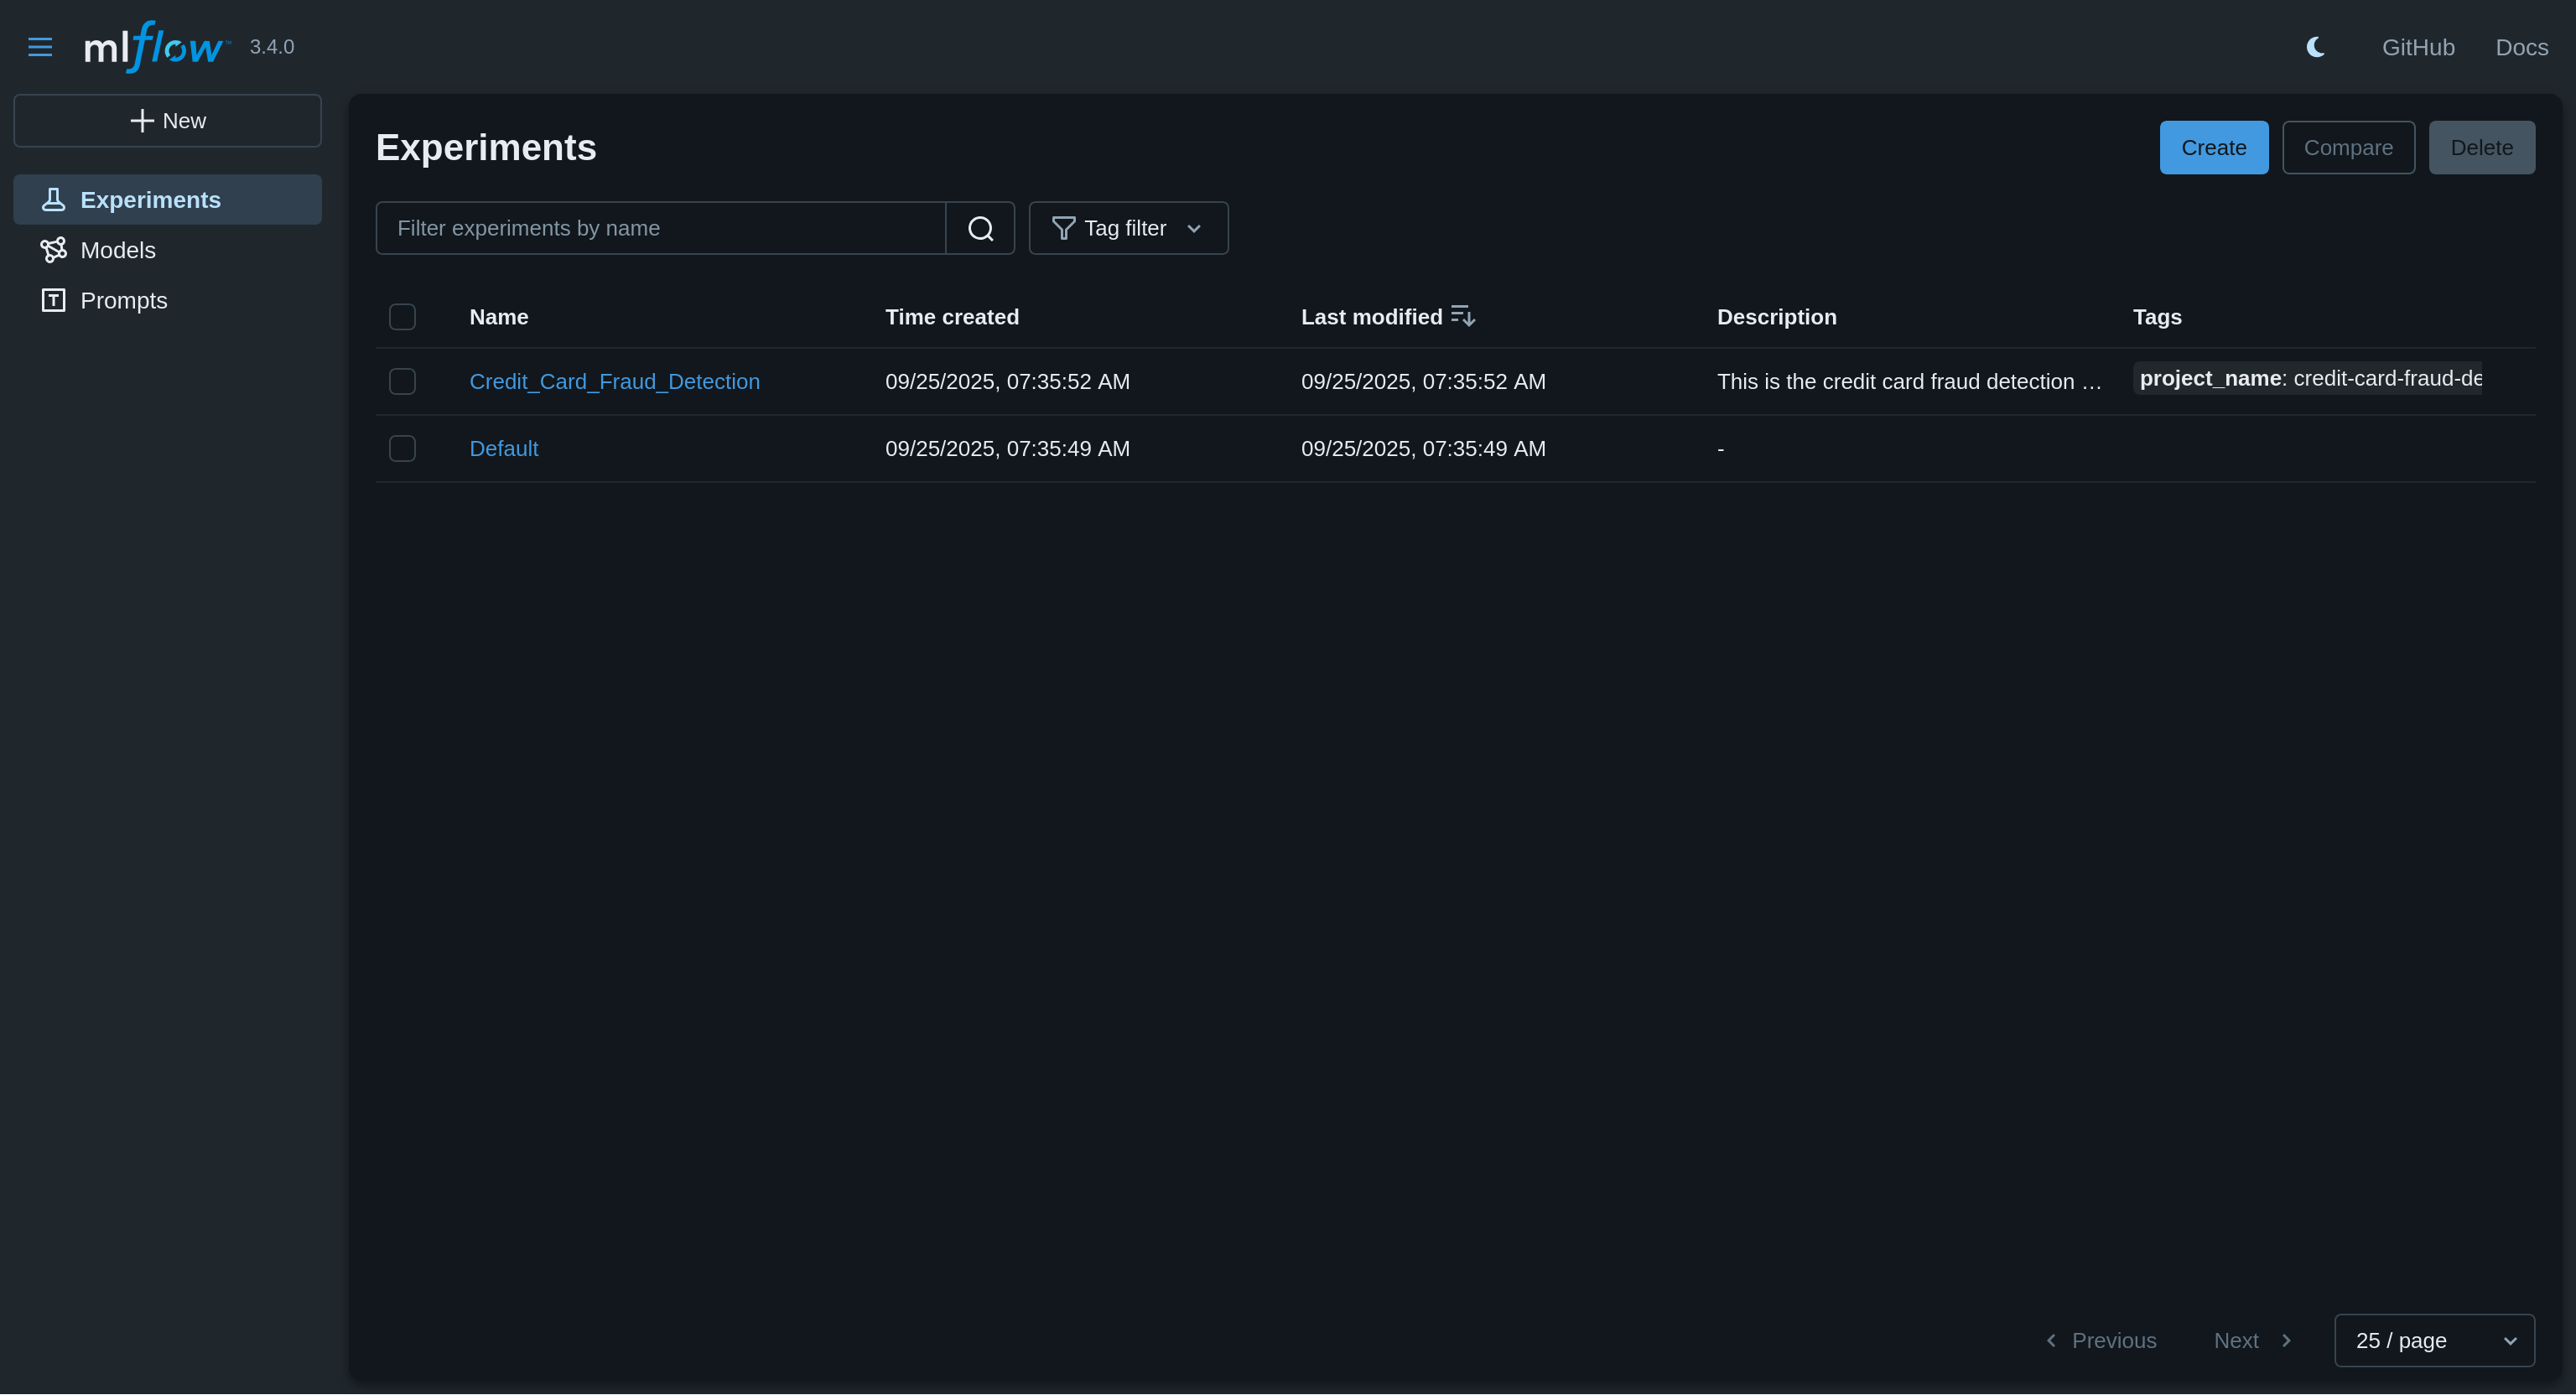 mlflow™ 3.4.0 GitHub Docs
New
Experiments
Models
Prompts
Experiments Create Compare Delete
Filter experiments by name Tag filter
Name Time created Last modified Description Tags
Credit_Card_Fraud_Detection 09/25/2025, 07:35:52 AM 09/25/2025, 07:35:52 AM This is the credit card fraud detection … project_name: credit-card-fraud-de
Default 09/25/2025, 07:35:49 AM 09/25/2025, 07:35:49 AM -
Previous Next 25 / page